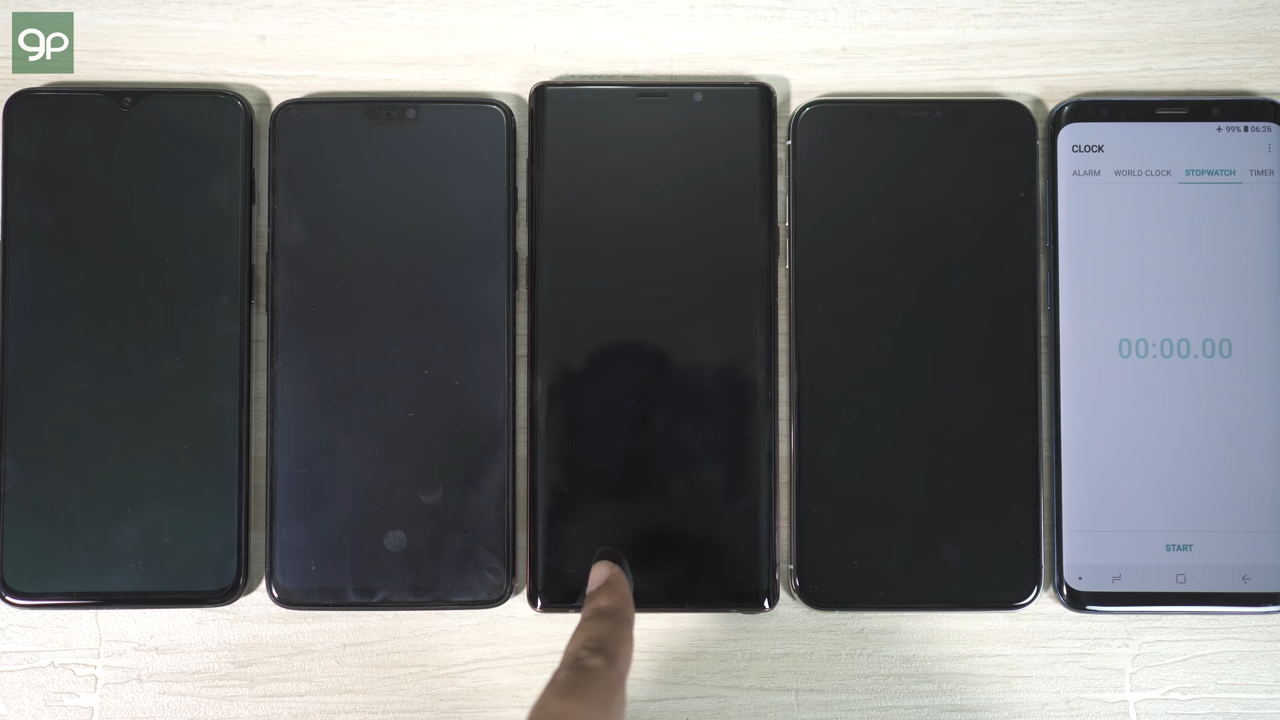 gp
99% 06:26
CLOCK
ALARM WORLD CLOCK STOPWATCH TIMER
00:00.00
START